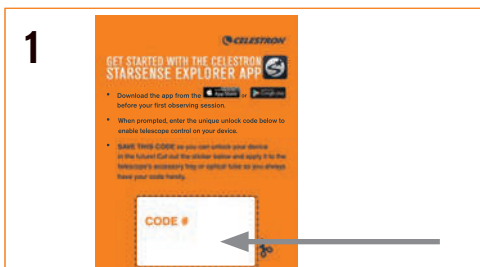 1
CELESTRON
GET STARTED WITH THE CELESTRON
STARSENSE EXPLORER APP
• Download the app from the App Store or Google play
before your first observing session.
• When prompted, enter the unique unlock code below to
enable telescope control on your device.
• SAVE THIS CODE so you can unlock your device
in the future! Cut out the sticker below and apply it to the
telescope's accessory tray or optical tube so you always
have your code handy.
CODE #